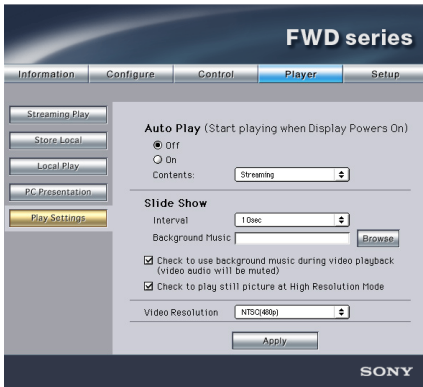 FWD series
Information Configure Control Player Setup
Streaming Play
Store Local
Local Play
PC Presentation
Play Settings
Auto Play (Start playing when Display Powers On)
Off
On
Contents: Streaming
Slide Show
Interval 10sec
Background Music Browse
Check to use background music during video playback
(video audio will be muted)
Check to play still picture at High Resolution Mode
Video Resolution NTSC(480p)
Apply
SONY